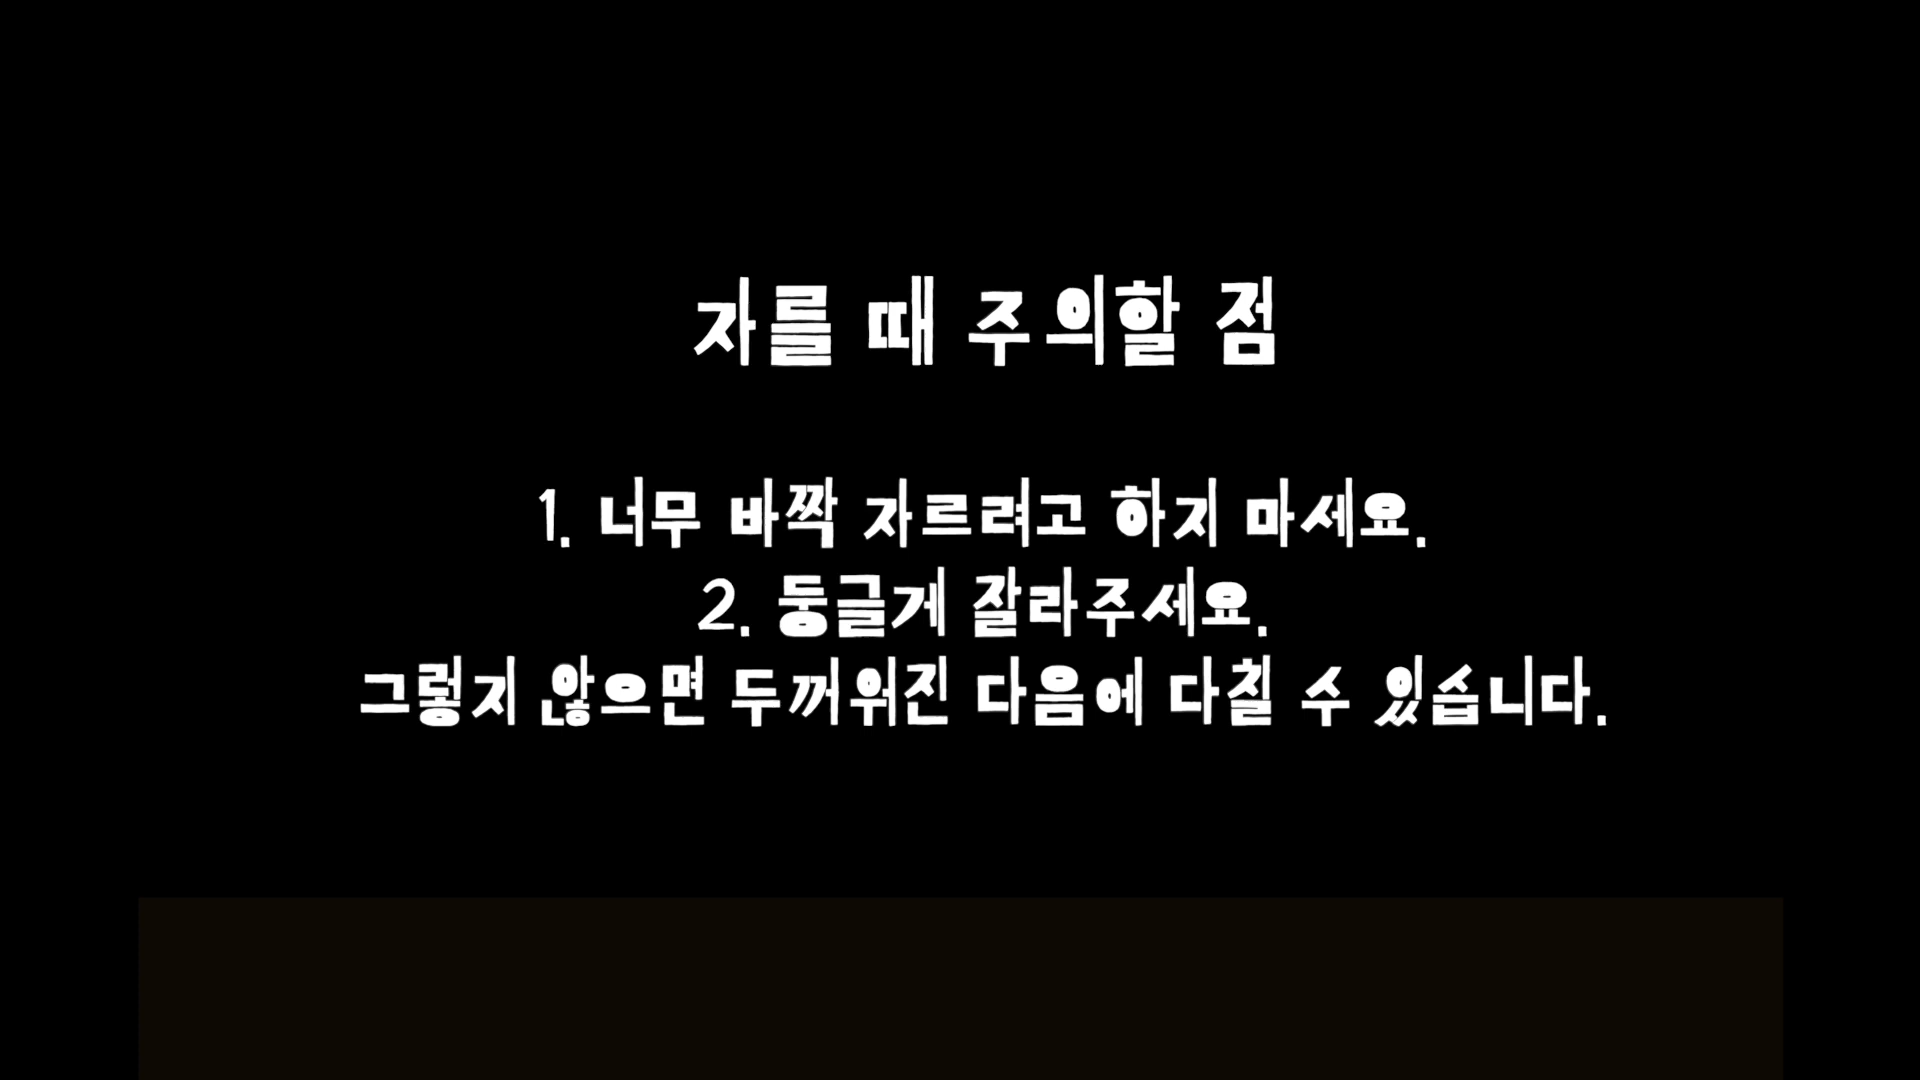 자를 때 주의할 점
1. 너무 바짝 자르려고 하지 마세요.
2. 둥글게 잘라주세요.
그렇지 않으면 두꺼워진 다음에 다칠 수 있습니다.